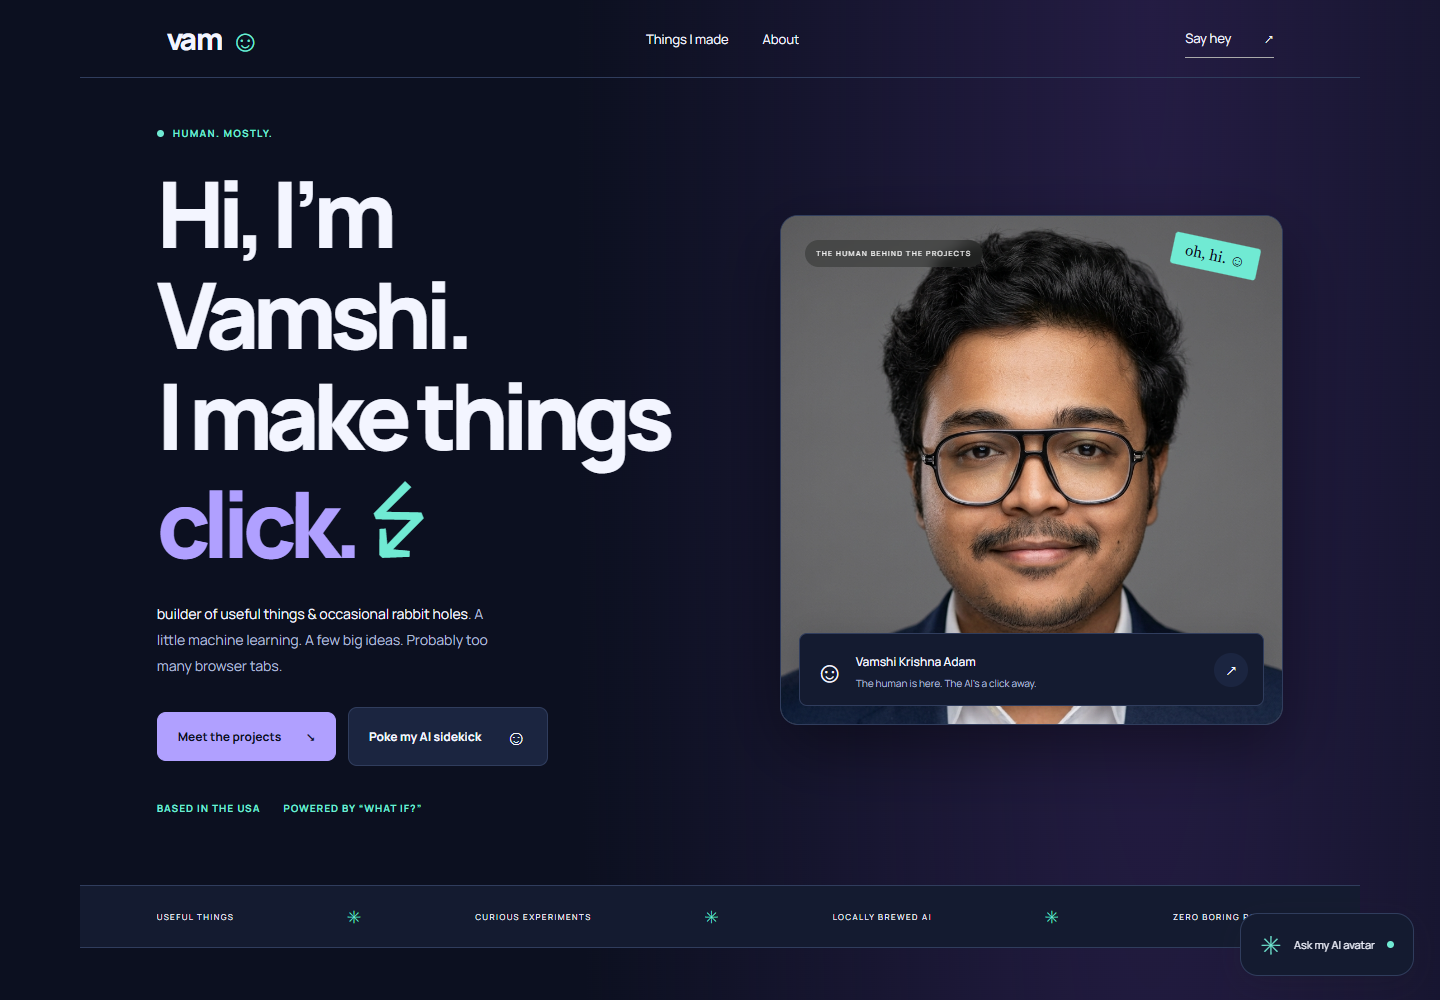 vam ☺
Things I made
About
Say hey ↗
HUMAN. MOSTLY.
Hi, I’m
Vamshi.
I make things
click.
builder of useful things & occasional rabbit holes. A
little machine learning. A few big ideas. Probably too
many browser tabs.
Meet the projects ↘
Poke my AI sidekick ☺
BASED IN THE USA
POWERED BY “WHAT IF?”
THE HUMAN BEHIND THE PROJECTS
oh, hi. ☺
Vamshi Krishna Adam
The human is here. The AI’s a click away.
USEFUL THINGS
CURIOUS EXPERIMENTS
LOCALLY BREWED AI
ZERO BORING
Ask my AI avatar